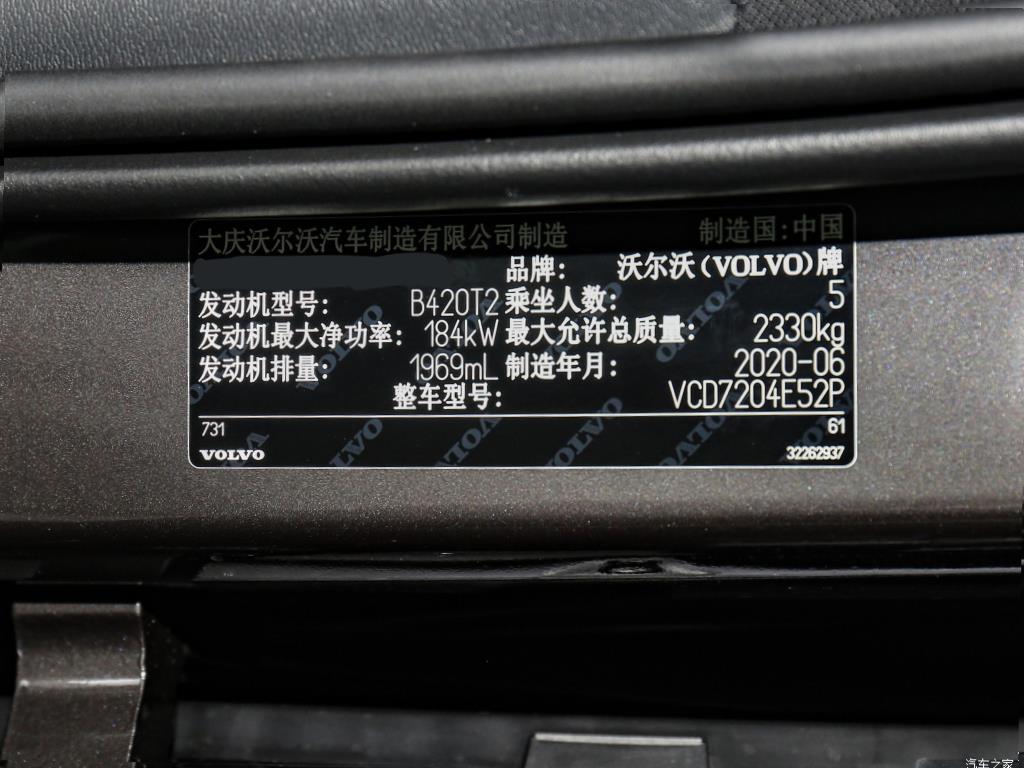 大庆沃尔沃汽车制造有限公司制造 制造国:中国
品牌: 沃尔沃(VOLVO)牌
发动机型号: B420T2 乘坐人数: 5
发动机最大净功率: 184kW 最大允许总质量: 2330kg
发动机排量: 1969mL 制造年月: 2020-06
整车型号: VCD7204E52P
731 61
VOLVO 32262937
汽车之家